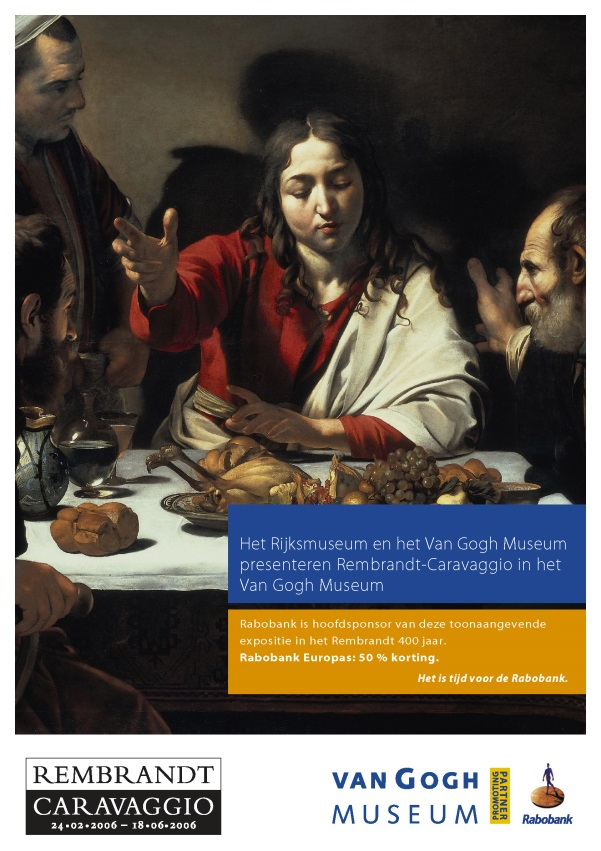 Het Rijksmuseum en het Van Gogh Museum
presenteren Rembrandt-Caravaggio in het
Van Gogh Museum
Rabobank is hoofdsponsor van deze toonaangevende
expositie in het Rembrandt 400 jaar.
Rabobank Europas: 50 % korting.
Het is tijd voor de Rabobank.
REMBRANDT
CARAVAGGIO
24•02•2006 – 18•06•2006
VAN GOGH
MUSEUM
PROMOTING
PARTNER
Rabobank